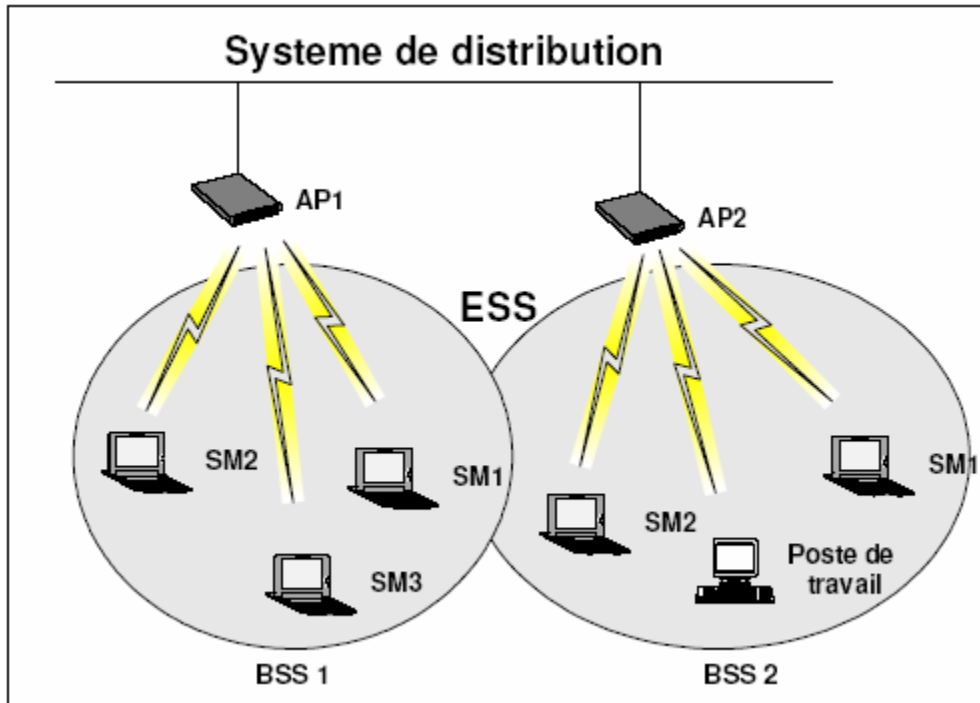 Systeme de distribution
AP1
AP2
ESS
SM2
SM1
SM3
SM1
SM2
Poste de
travail
BSS 1
BSS 2